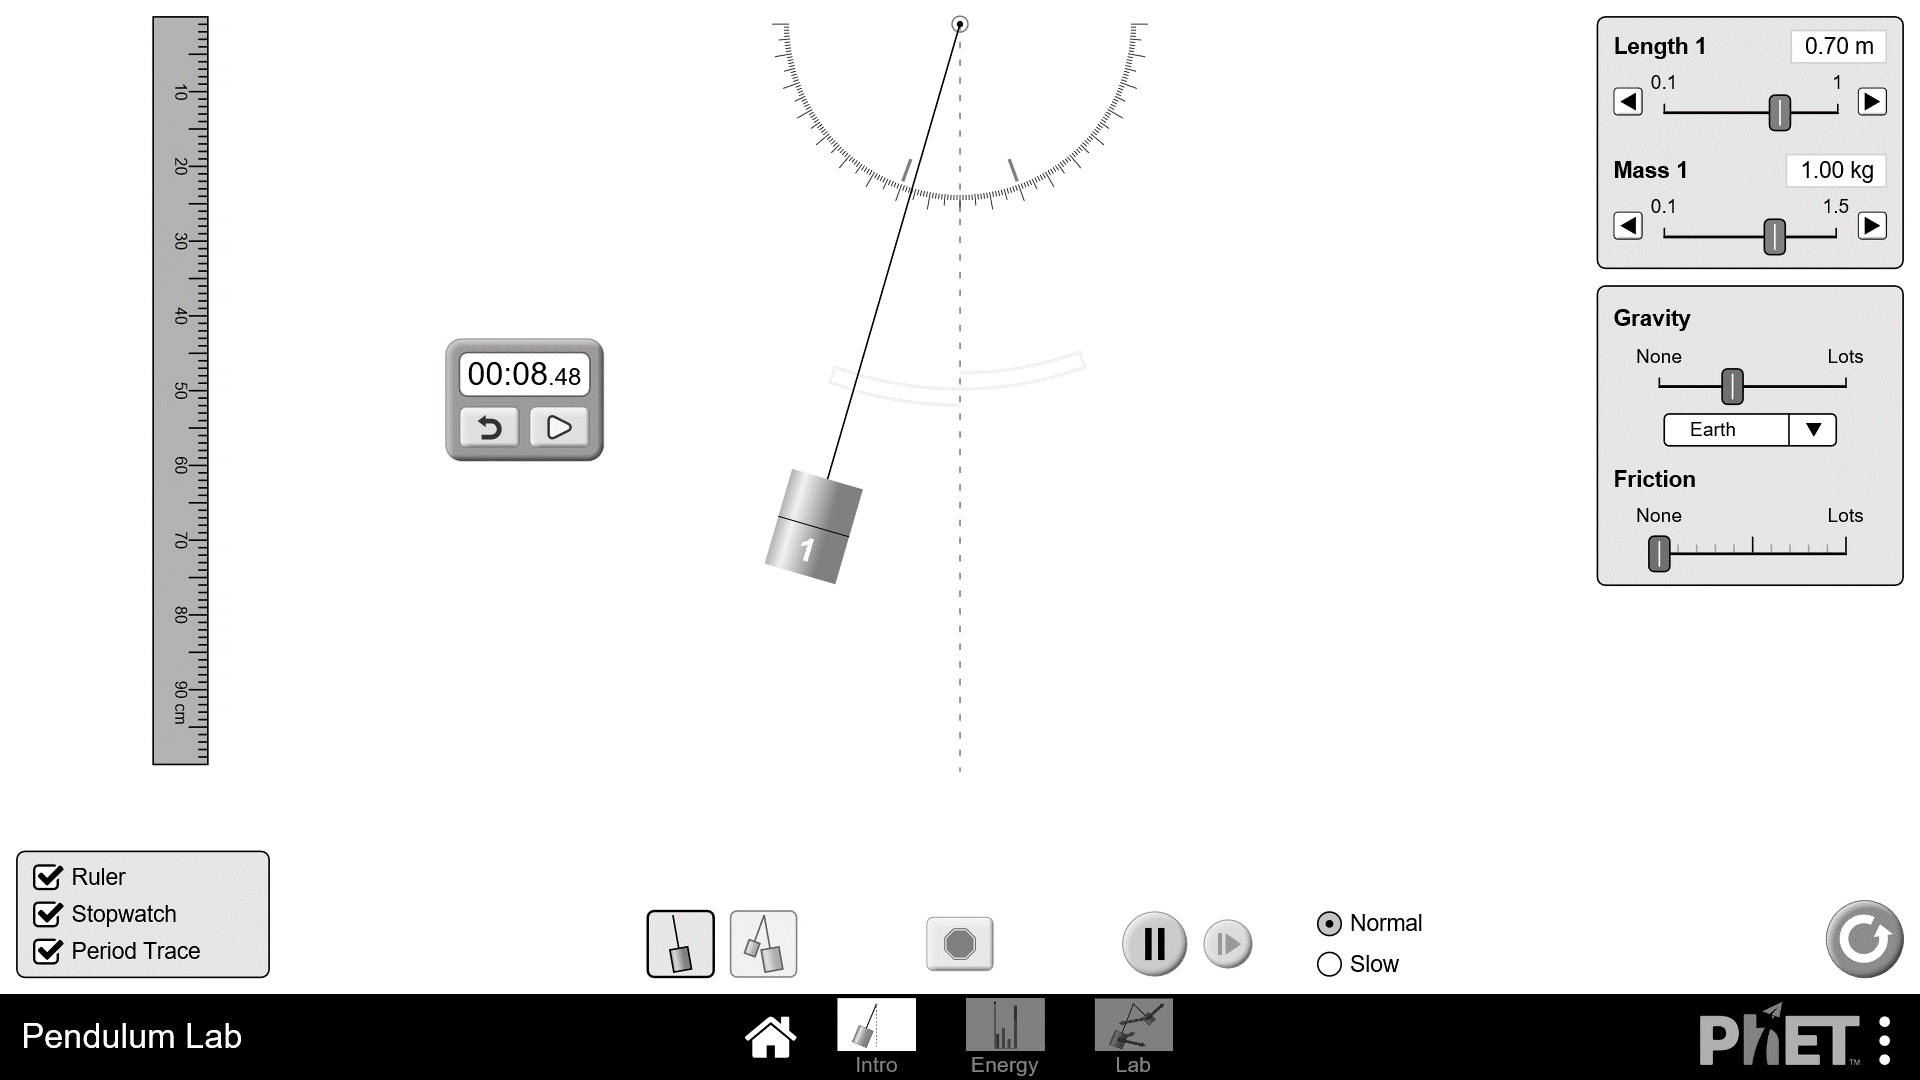 10
20
30
40
50
60
70
80
90 cm
00:08.48
1
Length 1 0.70 m
0.1 1
Mass 1 1.00 kg
0.1 1.5
Gravity
None Lots
Earth
Friction
None Lots
Ruler
Stopwatch
Period Trace
Normal
Slow
Pendulum Lab
Intro
Energy
Lab
PhET™